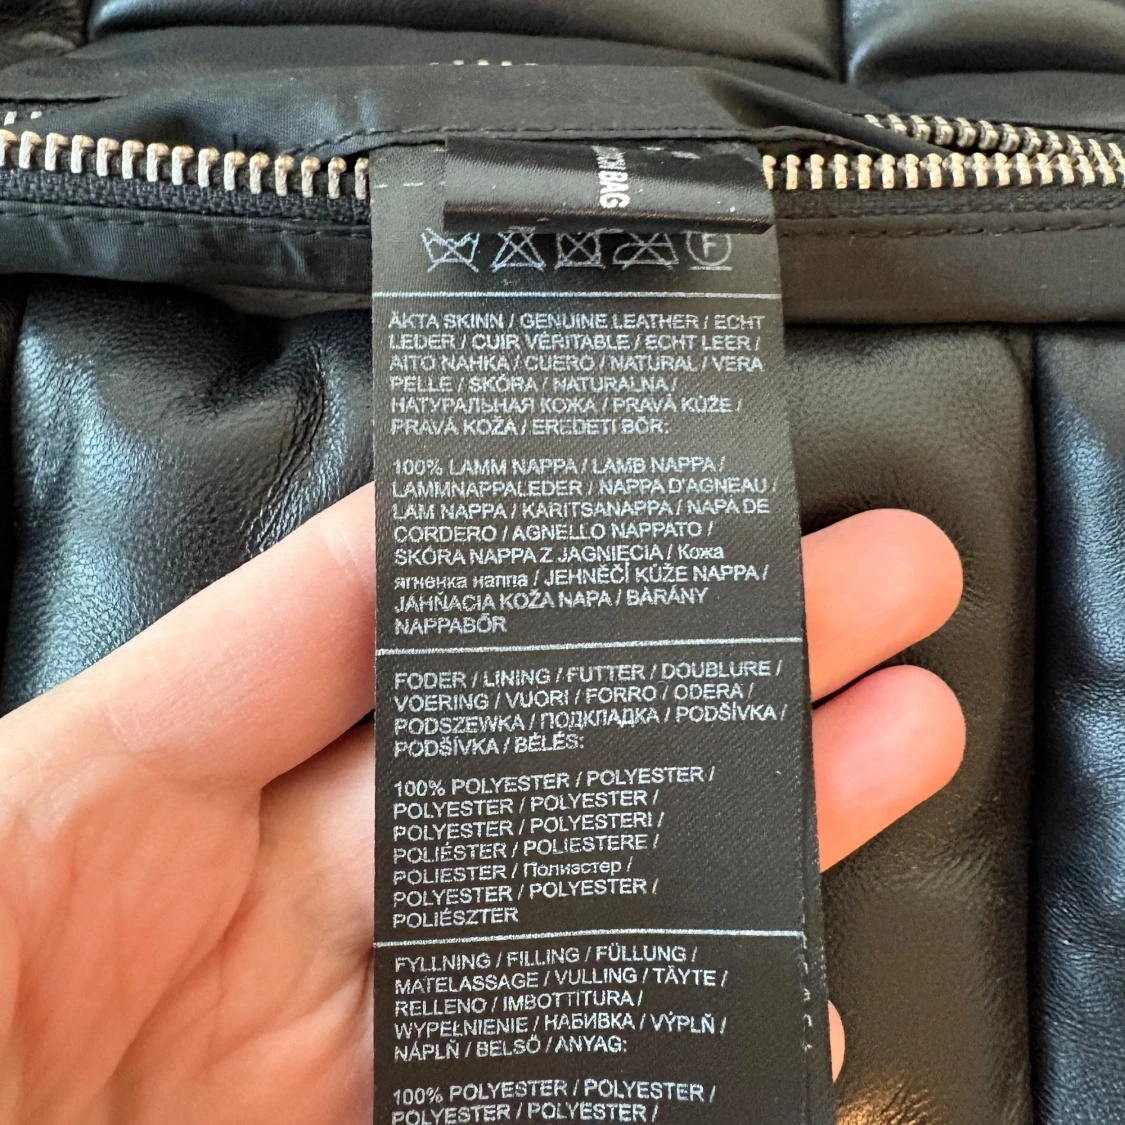 BAG
F
ÄKTA SKINN / GENUINE LEATHER / ECHT
LEDER / CUIR VÉRITABLE / ECHT LEER /
AITO NAHKA / CUERO / NATURAL / VERA
PELLE / SKÓRA / NATURALNA /
НАТУРАЛЬНАЯ КОЖА / PRAVÁ KŮŽE /
PRAVÁ KOŽA / EREDETI BŐR:
100% LAMM NAPPA / LAMB NAPPA /
LAMMNAPPALEDER / NAPPA D'AGNEAU /
LAM NAPPA / KARITSANAPPA / NAPA DE
CORDERO / AGNELLO NAPPATO /
SKÓRA NAPPA Z JAGNIĘCIA / Кожа
ягненка наппа / JEHNĚČÍ KŮŽE NAPPA /
JAHŇACIA KOŽA NAPA / BÁRÁNY
NAPPABŐR
FODER / LINING / FUTTER / DOUBLURE /
VOERING / VUORI / FORRO / ODERA /
PODSZEWKA / ПОДКЛАДКА / PODŠÍVKA /
PODŠÍVKA / BÉLÉS:
100% POLYESTER / POLYESTER /
POLYESTER / POLYESTER /
POLYESTER / POLYESTERI /
POLIÉSTER / POLIESTERE /
POLIESTER / Полиэстер /
POLYESTER / POLYESTER /
POLIÉSZTER
FYLLNING / FILLING / FÜLLUNG /
MATELASSAGE / VULLING / TÄYTE /
RELLENO / IMBOTTITURA /
WYPEŁNIENIE / НАБИВКА / VÝPLŇ /
NÁPLŇ / BELSŐ / ANYAG:
100% POLYESTER / POLYESTER /
POLYESTER / POLYESTER /